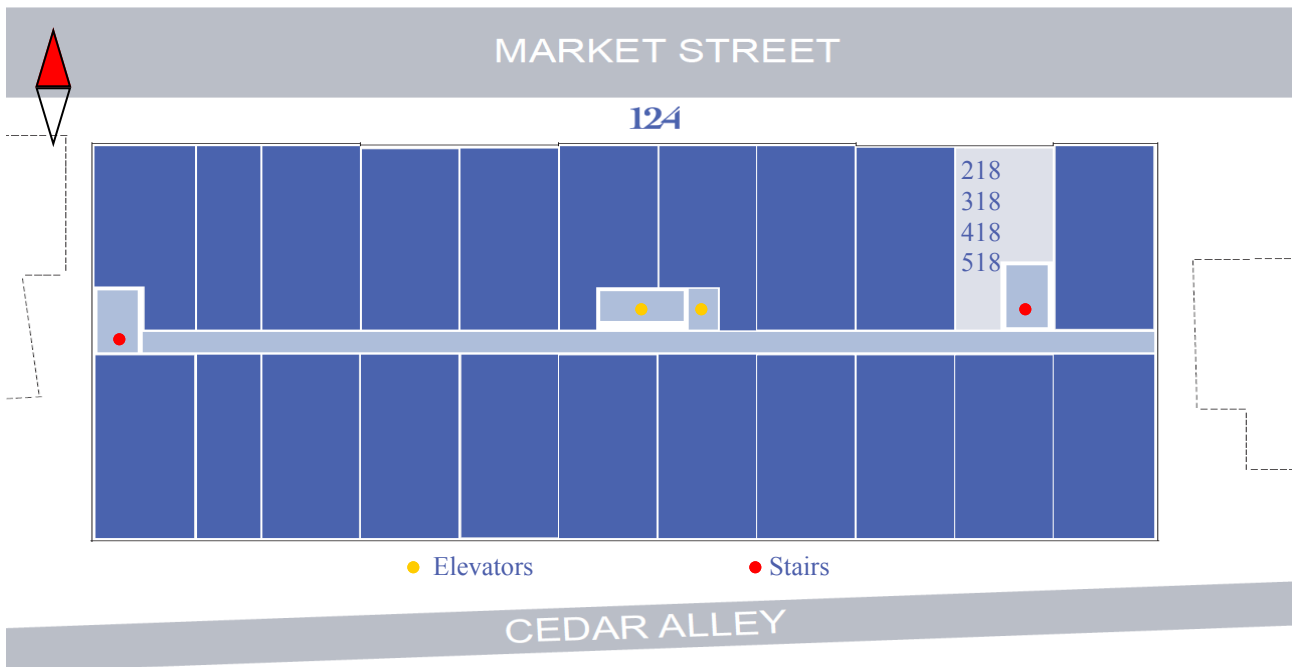 MARKET STREET
124
218
318
418
518
Elevators
Stairs
CEDAR ALLEY